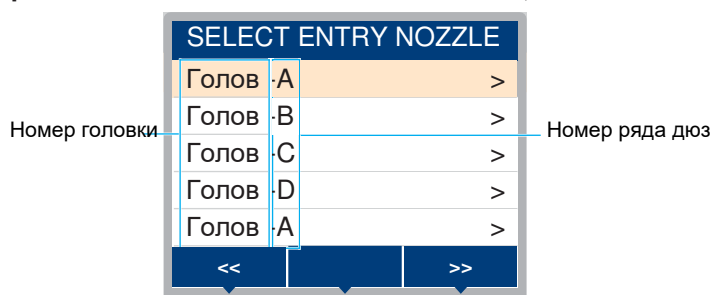 SELECT ENTRY NOZZLE
Голов -A >
Голов -B >
Номер головки
Номер ряда дюз
Голов -C >
Голов -D >
Голов -A >
<< >>